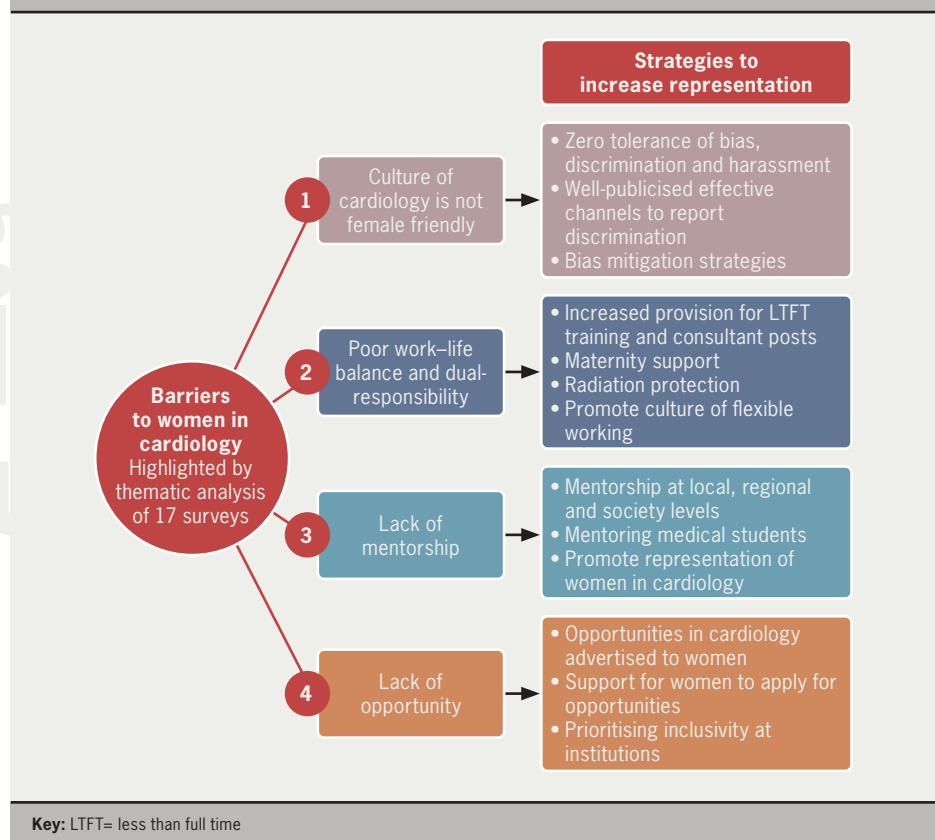 Strategies to
increase representation
1
Culture of
cardiology is not
female friendly
• Zero tolerance of bias,
discrimination and harassment
• Well-publicised effective
channels to report
discrimination
• Bias mitigation strategies
2
Poor work–life
balance and dual-
responsibility
• Increased provision for LTFT
training and consultant posts
• Maternity support
• Radiation protection
• Promote culture of flexible
working
Barriers
to women in
cardiology
Highlighted by
thematic analysis
of 17 surveys
3
Lack of
mentorship
• Mentorship at local, regional
and society levels
• Mentoring medical students
• Promote representation of
women in cardiology
4
Lack of
opportunity
• Opportunities in cardiology
advertised to women
• Support for women to apply for
opportunities
• Prioritising inclusivity at
institutions
Key: LTFT= less than full time